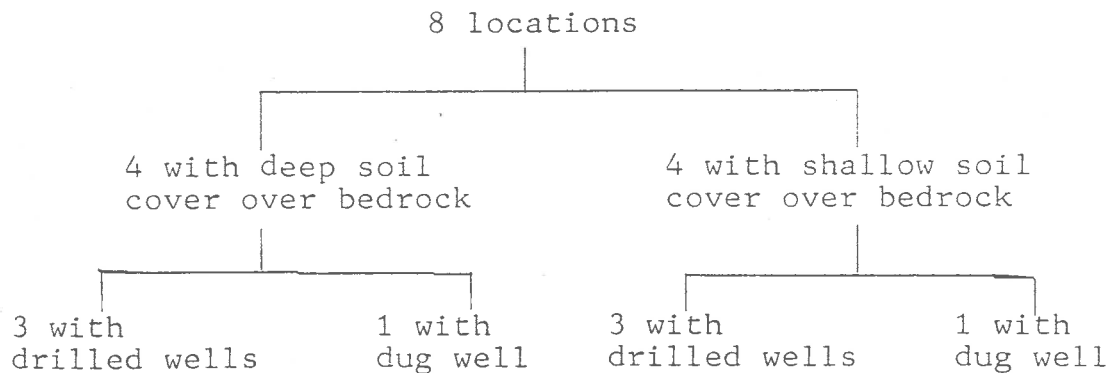 8 locations
4 with deep soil
cover over bedrock
4 with shallow soil
cover over bedrock
3 with
drilled wells
1 with
dug well
3 with
drilled wells
1 with
dug well